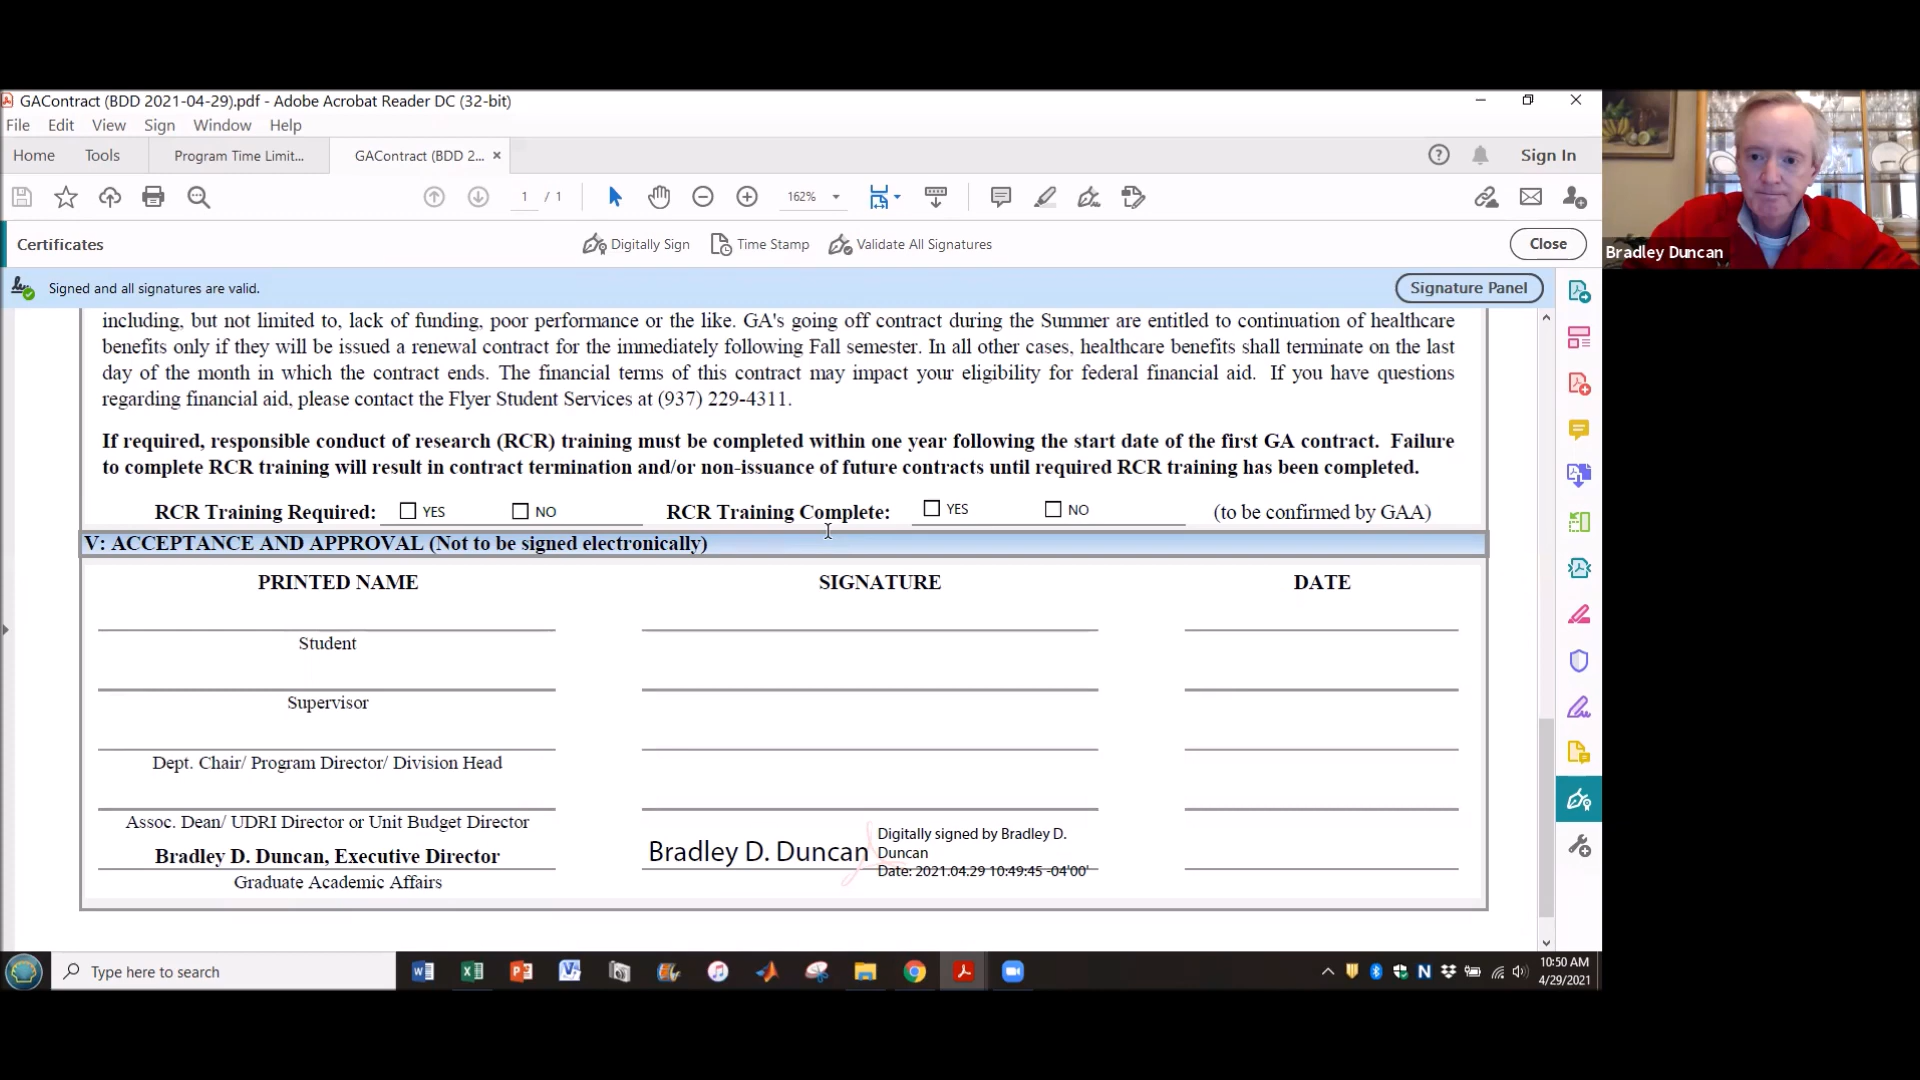 GAContract (BDD 2021-04-29).pdf - Adobe Acrobat Reader DC (32-bit)
File Edit View Sign Window Help
Home Tools Program Time Limit... GAContract (BDD 2... × Sign In
1 / 1 162%
Certificates Digitally Sign Time Stamp Validate All Signatures Close
Bradley Duncan
Signed and all signatures are valid. Signature Panel
including, but not limited to, lack of funding, poor performance or the like. GA's going off contract during the Summer are entitled to continuation of healthcare
benefits only if they will be issued a renewal contract for the immediately following Fall semester. In all other cases, healthcare benefits shall terminate on the last
day of the month in which the contract ends. The financial terms of this contract may impact your eligibility for federal financial aid. If you have questions
regarding financial aid, please contact the Flyer Student Services at (937) 229-4311.
If required, responsible conduct of research (RCR) training must be completed within one year following the start date of the first GA contract. Failure
to complete RCR training will result in contract termination and/or non-issuance of future contracts until required RCR training has been completed.
RCR Training Required: YES NO RCR Training Complete: YES NO (to be confirmed by GAA)
V: ACCEPTANCE AND APPROVAL (Not to be signed electronically)
PRINTED NAME SIGNATURE DATE
Student
Supervisor
Dept. Chair/ Program Director/ Division Head
Assoc. Dean/ UDRI Director or Unit Budget Director
Bradley D. Duncan, Executive Director
Graduate Academic Affairs
Bradley D. Duncan
Digitally signed by Bradley D.
Duncan
Date: 2021.04.29 10:49:45 -04'00'
Type here to search
10:50 AM
4/29/2021